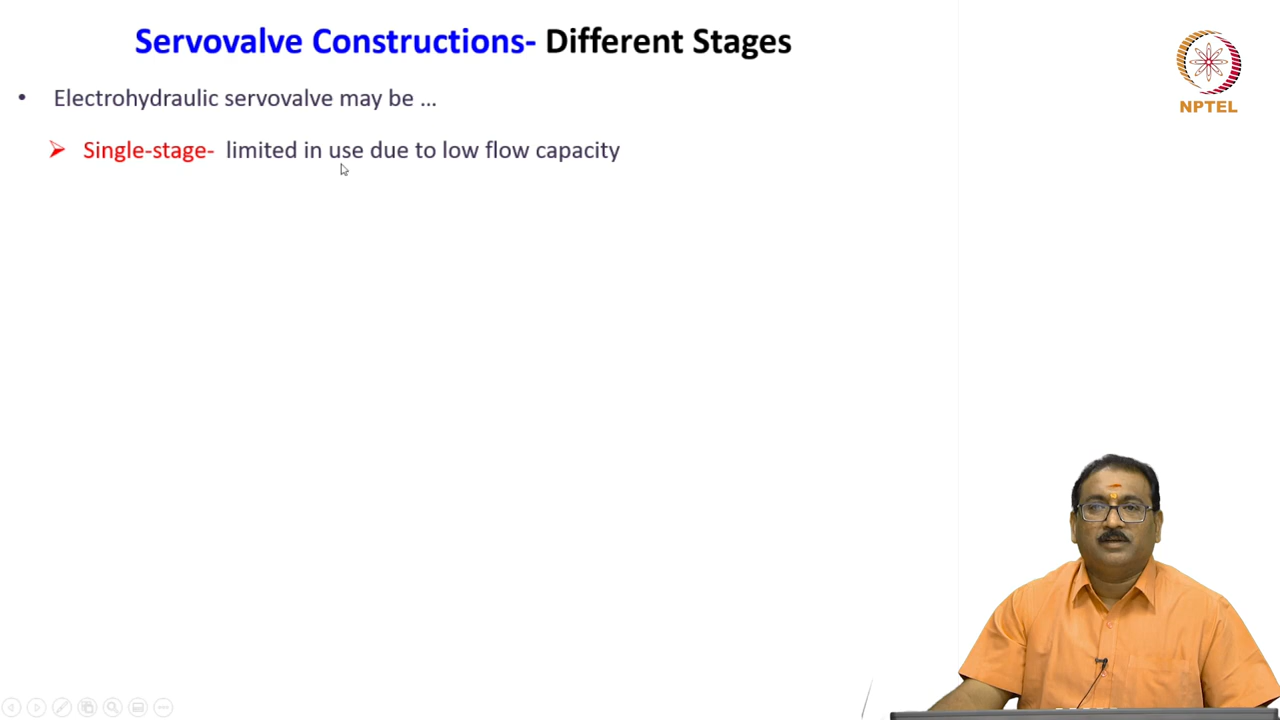 Servovalve Constructions- Different Stages
NPTEL
• Electrohydraulic servovalve may be ...
➢ Single-stage- limited in use due to low flow capacity